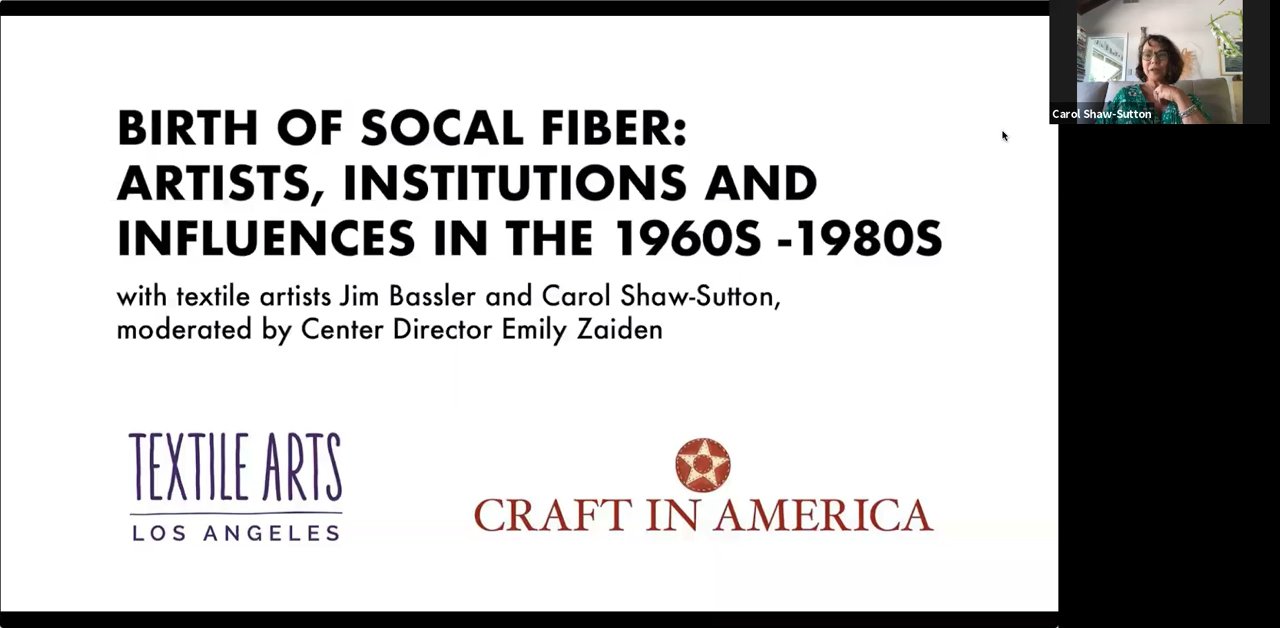 BIRTH OF SOCAL FIBER:
ARTISTS, INSTITUTIONS AND
INFLUENCES IN THE 1960S -1980S
with textile artists Jim Bassler and Carol Shaw-Sutton,
moderated by Center Director Emily Zaiden
TEXTILE ARTS
LOS ANGELES
CRAFT IN AMERICA
Carol Shaw-Sutton